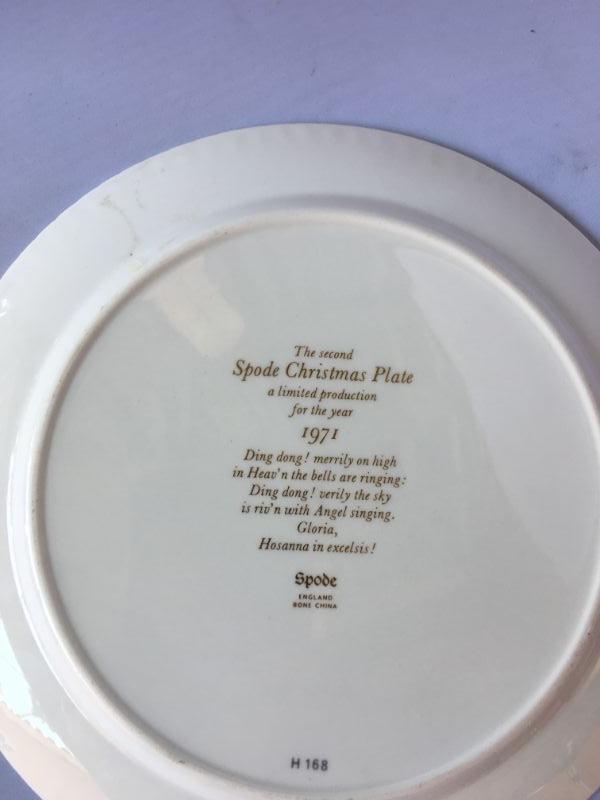 The second
Spode Christmas Plate
a limited production
for the year
1971
Ding dong! merrily on high
in Heav'n the bells are ringing:
Ding dong! verily the sky
is riv'n with Angel singing.
Gloria,
Hosanna in excelsis!
Spode
ENGLAND
BONE CHINA
H 168